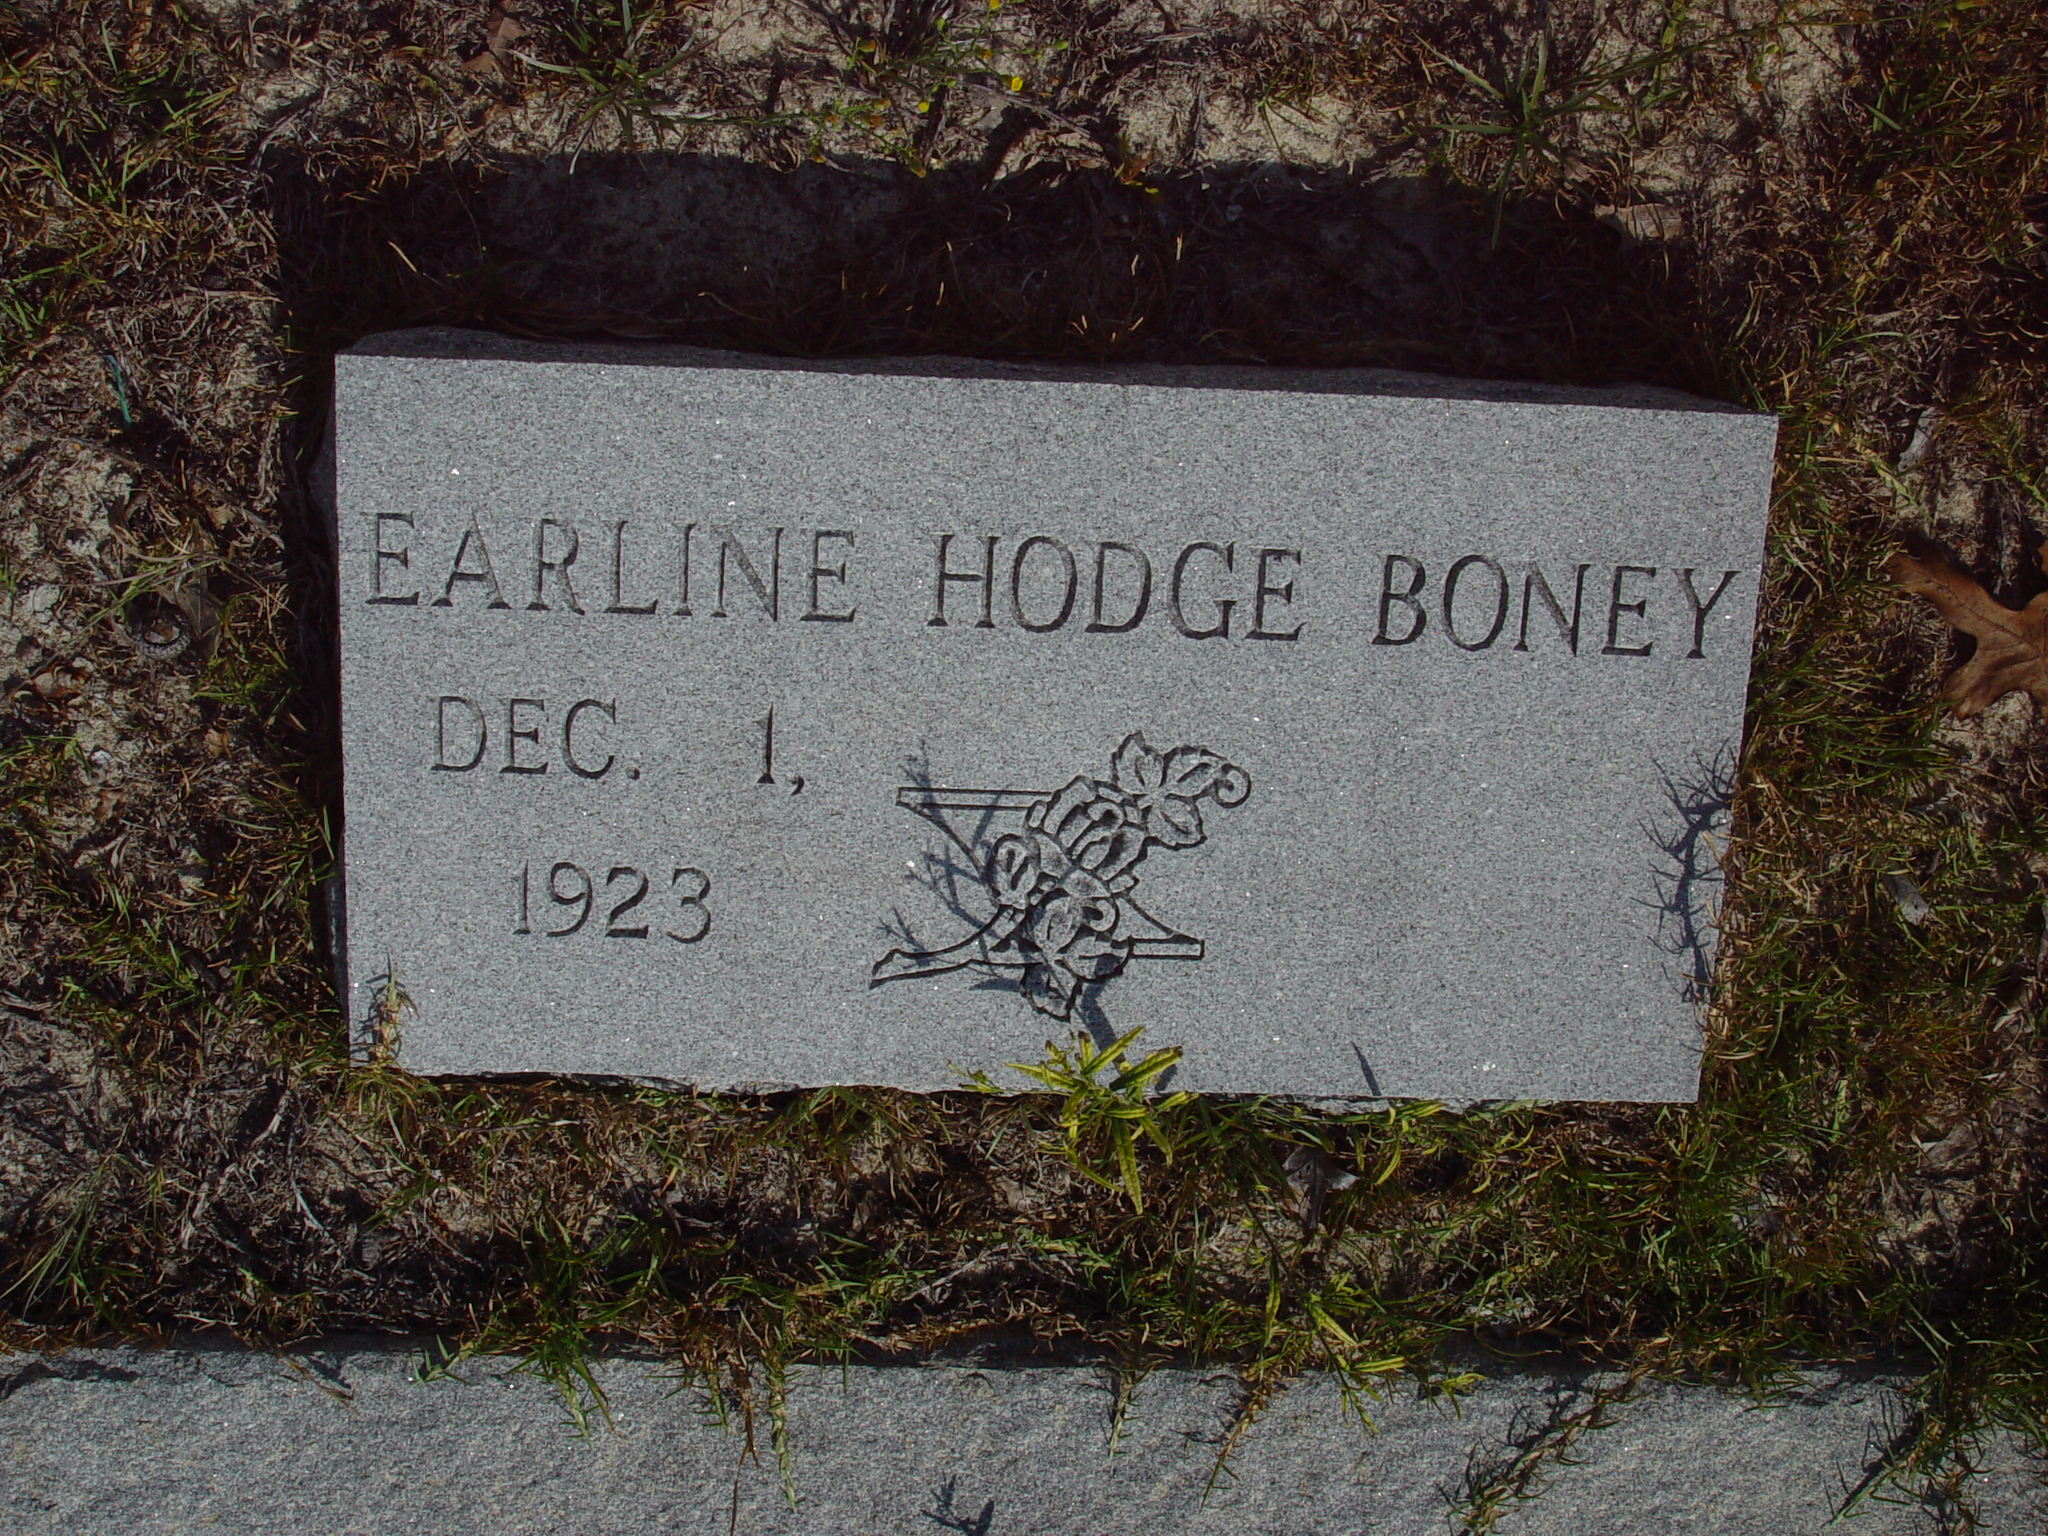 EARLINE HODGE BONEY
DEC. 1,
1923